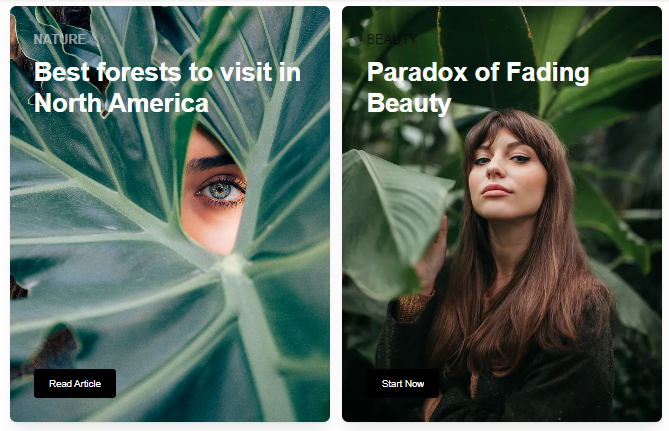 NATURE
Best forests to visit in
North America
Read Article
BEAUTY
Paradox of Fading
Beauty
Start Now